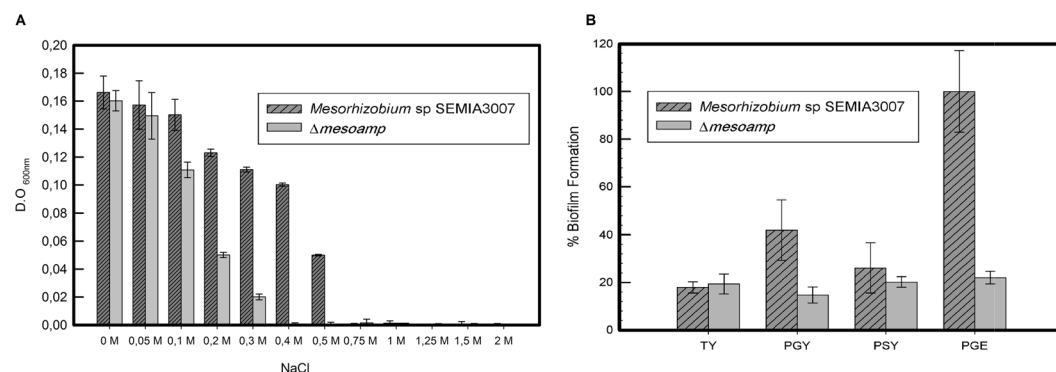 A
D.O 600nm
0,20
0,18
0,16
0,14
0,12
0,10
0,08
0,06
0,04
0,02
0,00
Mesorhizobium sp SEMIA3007
Δmesoamp
0 M 0,05 M 0,1 M 0,2 M 0,3 M 0,4 M 0,5 M 0,75 M 1 M 1,25 M 1,5 M 2 M
NaCl
B
% Biofilm Formation
120
100
80
60
40
20
0
Mesorhizobium sp SEMIA3007
Δmesoamp
TY PGY PSY PGE